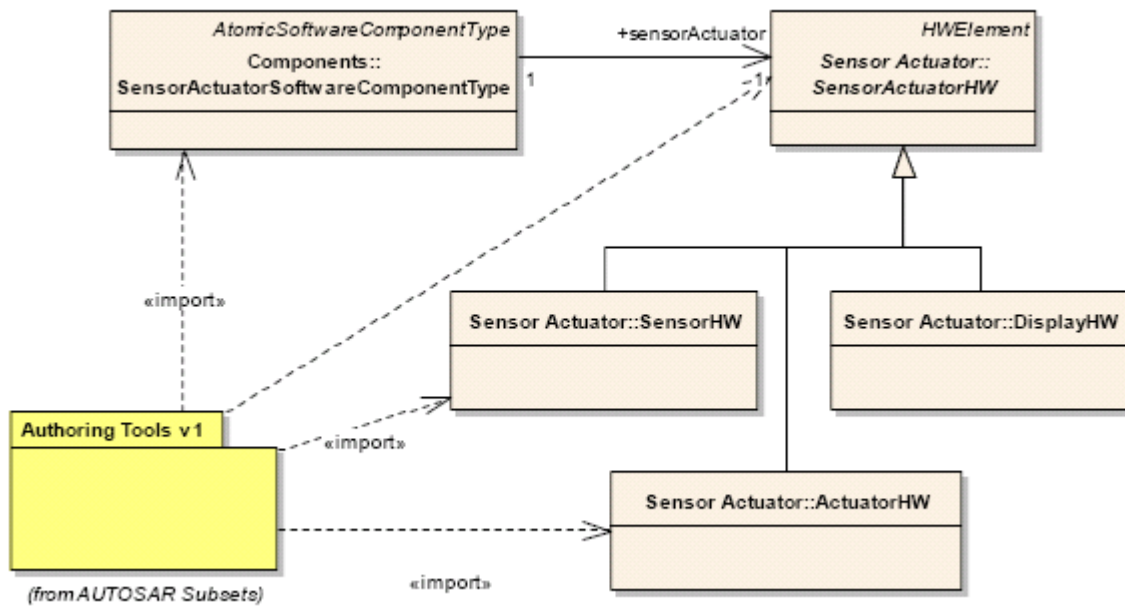 AtomicSoftwareComponentType
Components::
SensorActuatorSoftwareComponentType
+sensorActuator
1
1
HWElement
Sensor Actuator::
SensorActuatorHW
«import»
Sensor Actuator::SensorHW
Sensor Actuator::DisplayHW
Authoring Tools v1
«import»
Sensor Actuator::ActuatorHW
«import»
(from AUTOSAR Subsets)